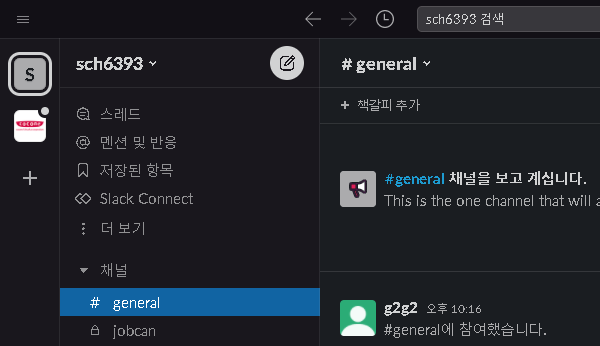 sch6393 검색
S
sch6393
# general
+ 책갈피 추가
스레드
멘션 및 반응
저장된 항목
Slack Connect
더 보기
채널
# general
jobcan
#general 채널을 보고 계십니다.
This is the one channel that will a
g2g2 오후 10:16
#general에 참여했습니다.